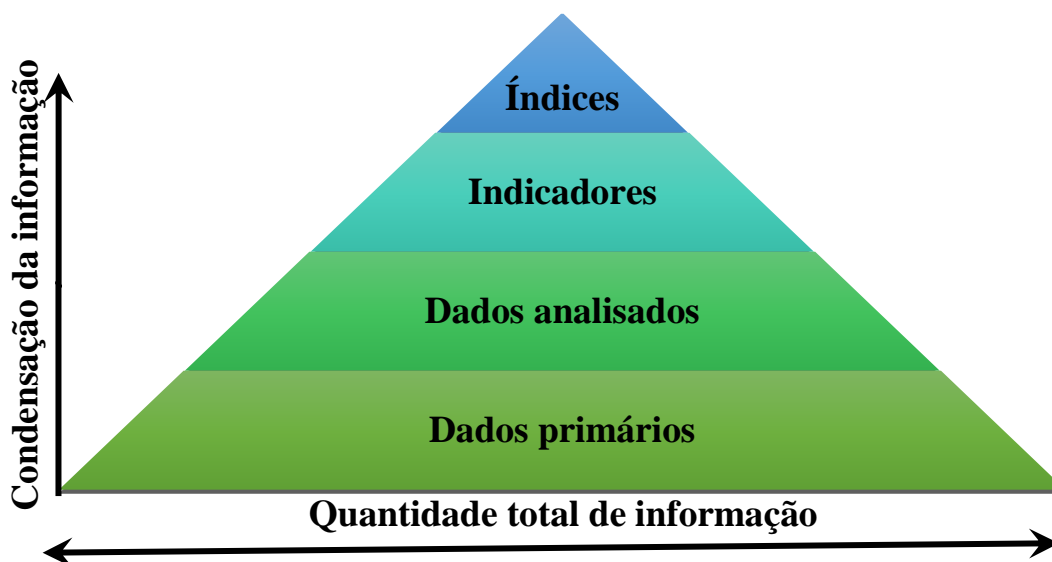 Índices
Indicadores
Dados analisados
Dados primários
Condensação da informação
Quantidade total de informação